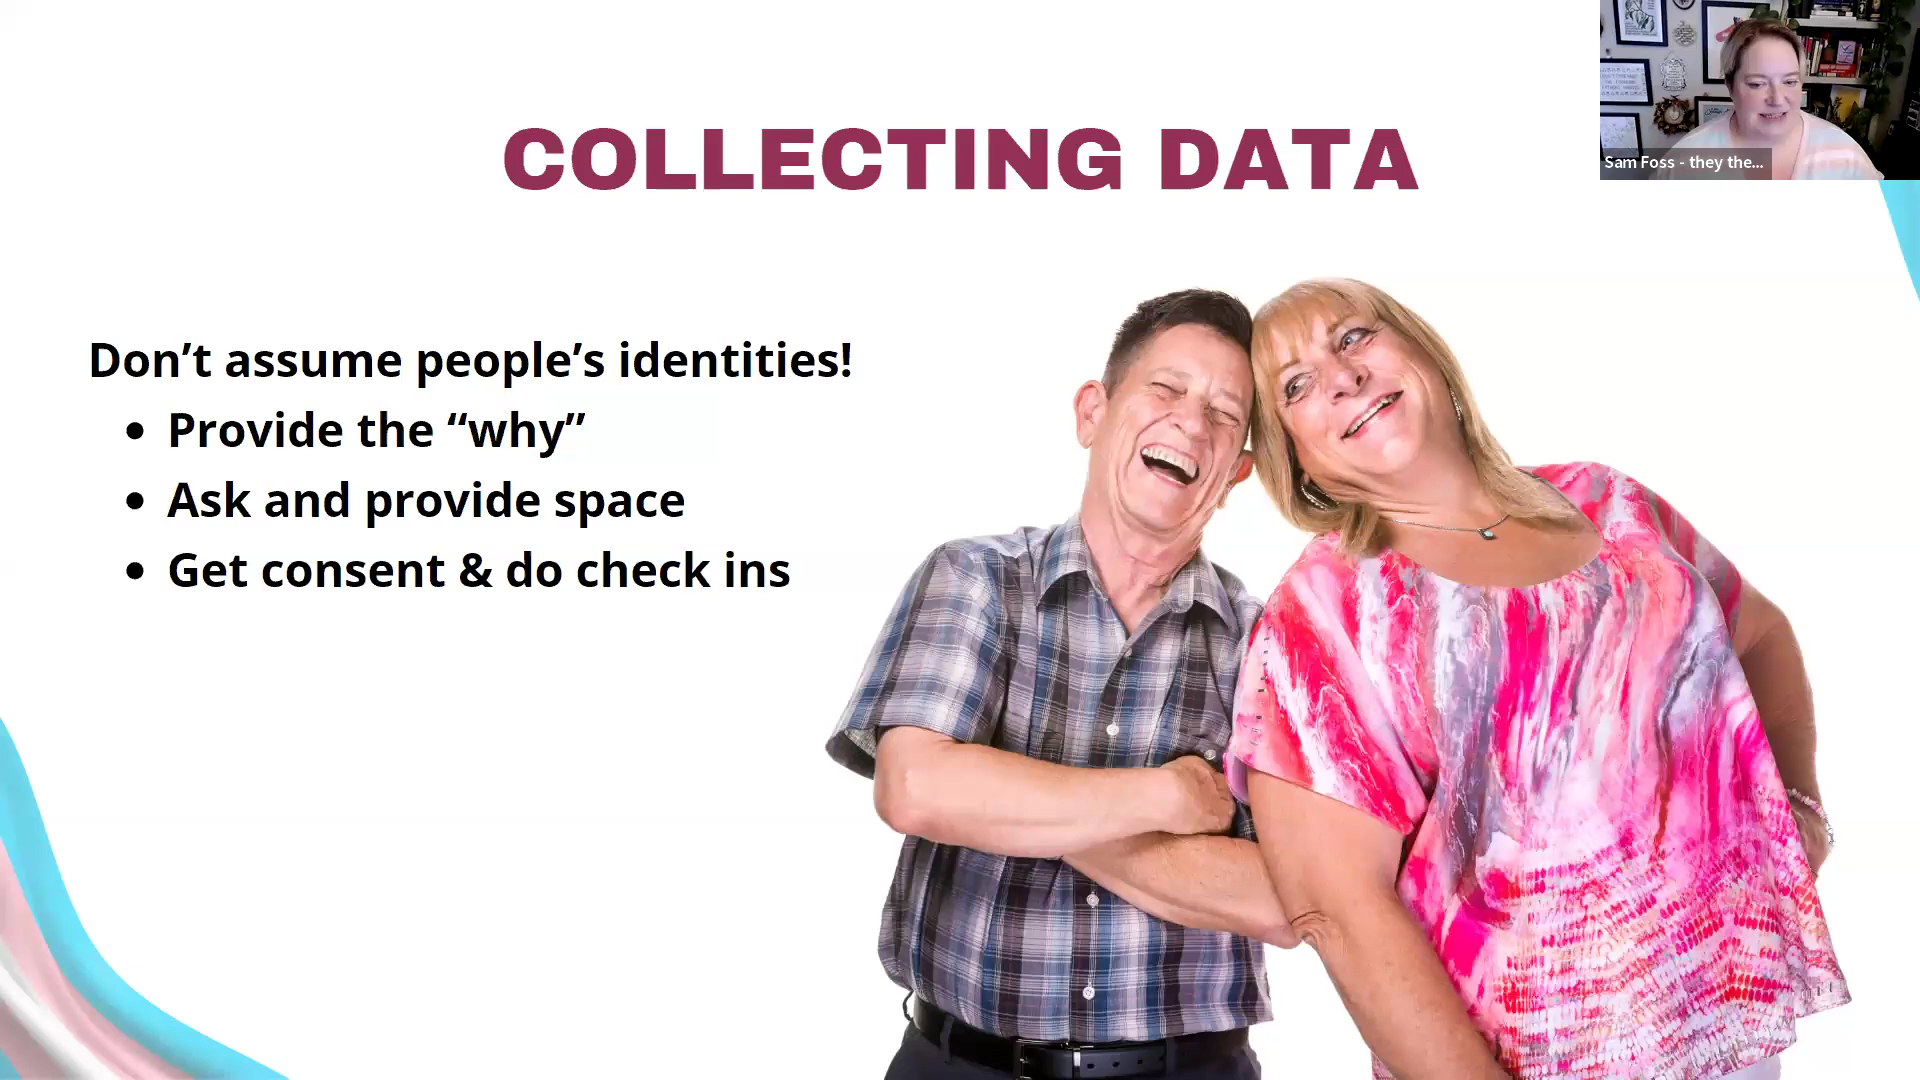 COLLECTING DATA
Sam Foss - they the...
Don’t assume people’s identities!
• Provide the “why”
• Ask and provide space
• Get consent & do check ins